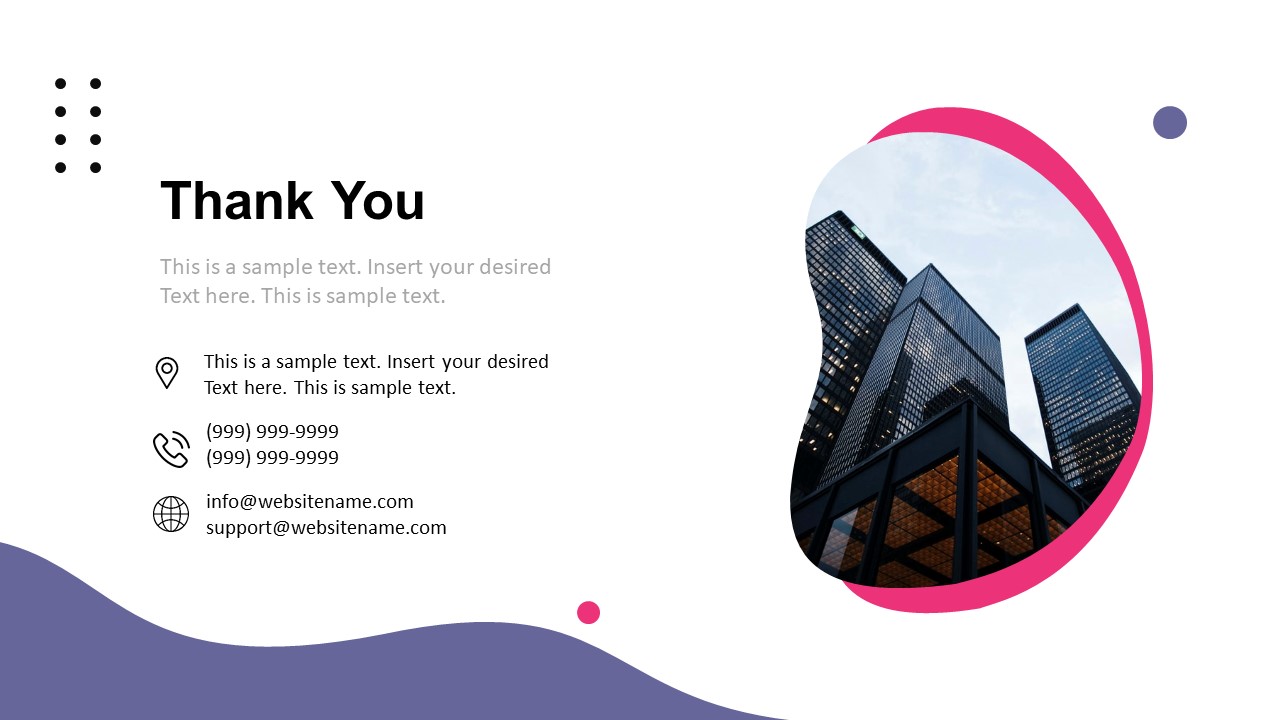 Thank You
This is a sample text. Insert your desired
Text here. This is sample text.
This is a sample text. Insert your desired
Text here. This is sample text.
(999) 999-9999
(999) 999-9999
info@websitename.com
support@websitename.com